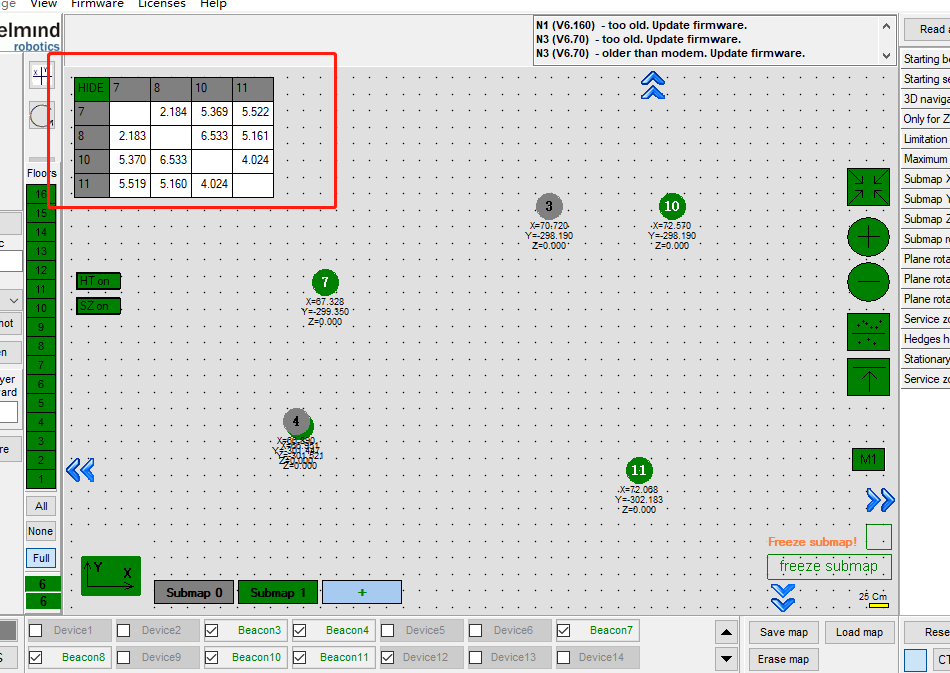 View Firmware Licenses Help
elmind
robotics
N1 (V6.160) - too old. Update firmware.
N3 (V6.70) - too old. Update firmware.
N3 (V6.70) - older than modem. Update firmware.
HIDE 7 8 10 11
7 2.184 5.369 5.522
8 2.183 6.533 5.161
10 5.370 6.533 4.024
11 5.519 5.160 4.024
Floors
16
15
14
13
12
11
10
9
8
7
6
5
4
3
2
1
All
None
Full
6
6
HT on
SZ on
3
X=70.720
Y=-298.190
Z=0.000
10
X=72.570
Y=-298.190
Z=0.000
7
X=67.328
Y=-299.350
Z=0.000
4
Z=0.000
11
X=72.068
Y=-302.183
Z=0.000
M1
Freeze submap!
freeze submap
25 Cm
Y X
Submap 0 Submap 1 +
Read a
Starting be
Starting se
3D naviga
Only for Z
Limitation
Maximum
Submap X
Submap Y
Submap Z
Submap ro
Plane rota
Plane rota
Plane rota
Service zo
Hedges h
Stationary
Service zo
Device1 Device2 Beacon3 Beacon4 Device5 Device6 Beacon7
Beacon8 Device9 Beacon10 Beacon11 Device12 Device13 Device14
Save map Load map
Erase map
Rese
CT